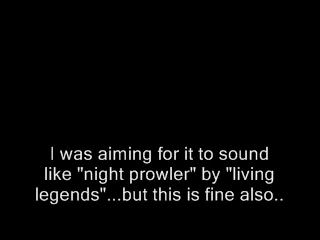 I was aiming for it to sound
like "night prowler" by "living
legends"...but this is fine also..